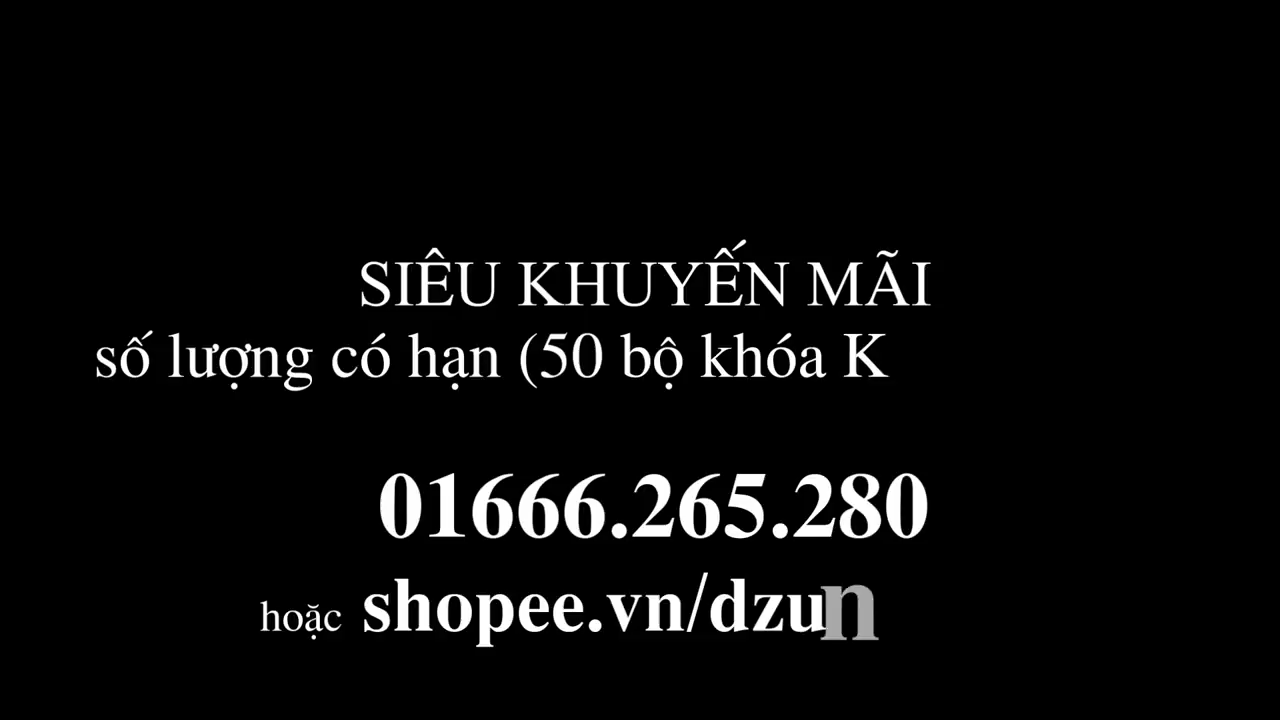 SIÊU KHUYẾN MÃI
số lượng có hạn (50 bộ khóa K
01666.265.280
hoặc shopee.vn/dzun